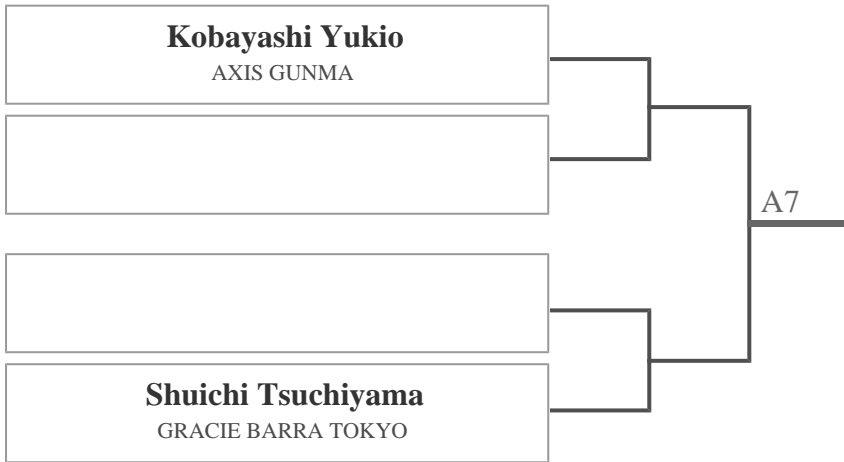 Kobayashi Yukio
AXIS GUNMA
A7
Shuichi Tsuchiyama
GRACIE BARRA TOKYO